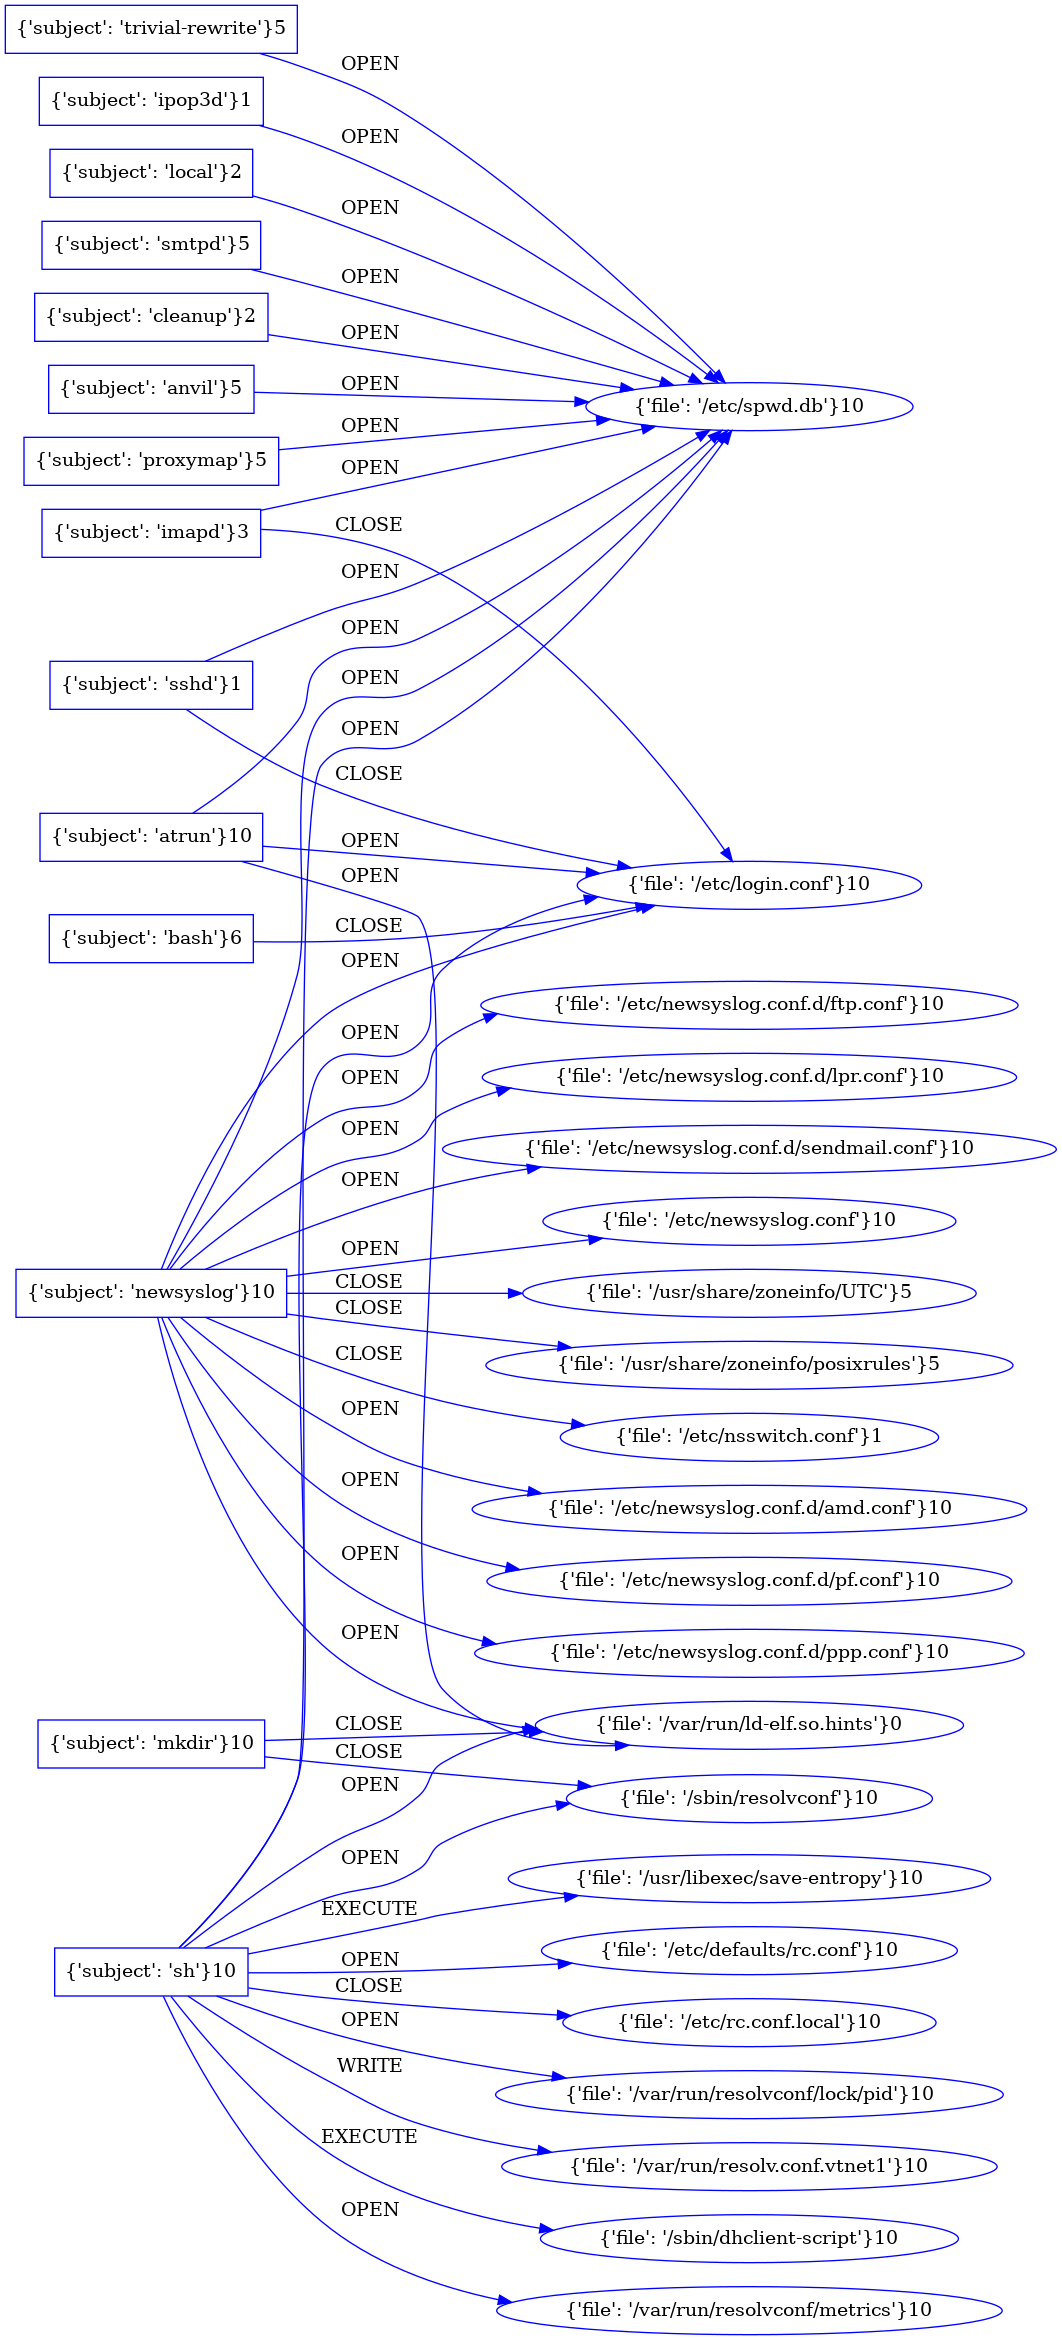 {'subject': 'trivial-rewrite'}5
OPEN
{'subject': 'ipop3d'}1
OPEN
{'subject': 'local'}2
OPEN
{'subject': 'smtpd'}5
OPEN
{'subject': 'cleanup'}2
OPEN
{'subject': 'anvil'}5
OPEN
{'file': '/etc/spwd.db'}10
OPEN
{'subject': 'proxymap'}5
OPEN
{'subject': 'imapd'}3
CLOSE
OPEN
OPEN
OPEN
{'subject': 'sshd'}1
OPEN
CLOSE
{'subject': 'atrun'}10
OPEN
OPEN
{'file': '/etc/login.conf'}10
{'subject': 'bash'}6
CLOSE
OPEN
{'file': '/etc/newsyslog.conf.d/ftp.conf'}10
OPEN
OPEN
{'file': '/etc/newsyslog.conf.d/lpr.conf'}10
OPEN
{'file': '/etc/newsyslog.conf.d/sendmail.conf'}10
OPEN
{'file': '/etc/newsyslog.conf'}10
OPEN
CLOSE
{'subject': 'newsyslog'}10
{'file': '/usr/share/zoneinfo/UTC'}5
CLOSE
CLOSE
{'file': '/usr/share/zoneinfo/posixrules'}5
OPEN
{'file': '/etc/nsswitch.conf'}1
OPEN
{'file': '/etc/newsyslog.conf.d/amd.conf'}10
OPEN
{'file': '/etc/newsyslog.conf.d/pf.conf'}10
OPEN
{'file': '/etc/newsyslog.conf.d/ppp.conf'}10
CLOSE
{'file': '/var/run/ld-elf.so.hints'}0
{'subject': 'mkdir'}10
CLOSE
OPEN
{'file': '/sbin/resolvconf'}10
OPEN
{'file': '/usr/libexec/save-entropy'}10
EXECUTE
{'file': '/etc/defaults/rc.conf'}10
OPEN
{'subject': 'sh'}10
CLOSE
{'file': '/etc/rc.conf.local'}10
OPEN
WRITE
{'file': '/var/run/resolvconf/lock/pid'}10
EXECUTE
{'file': '/var/run/resolv.conf.vtnet1'}10
OPEN
{'file': '/sbin/dhclient-script'}10
{'file': '/var/run/resolvconf/metrics'}10